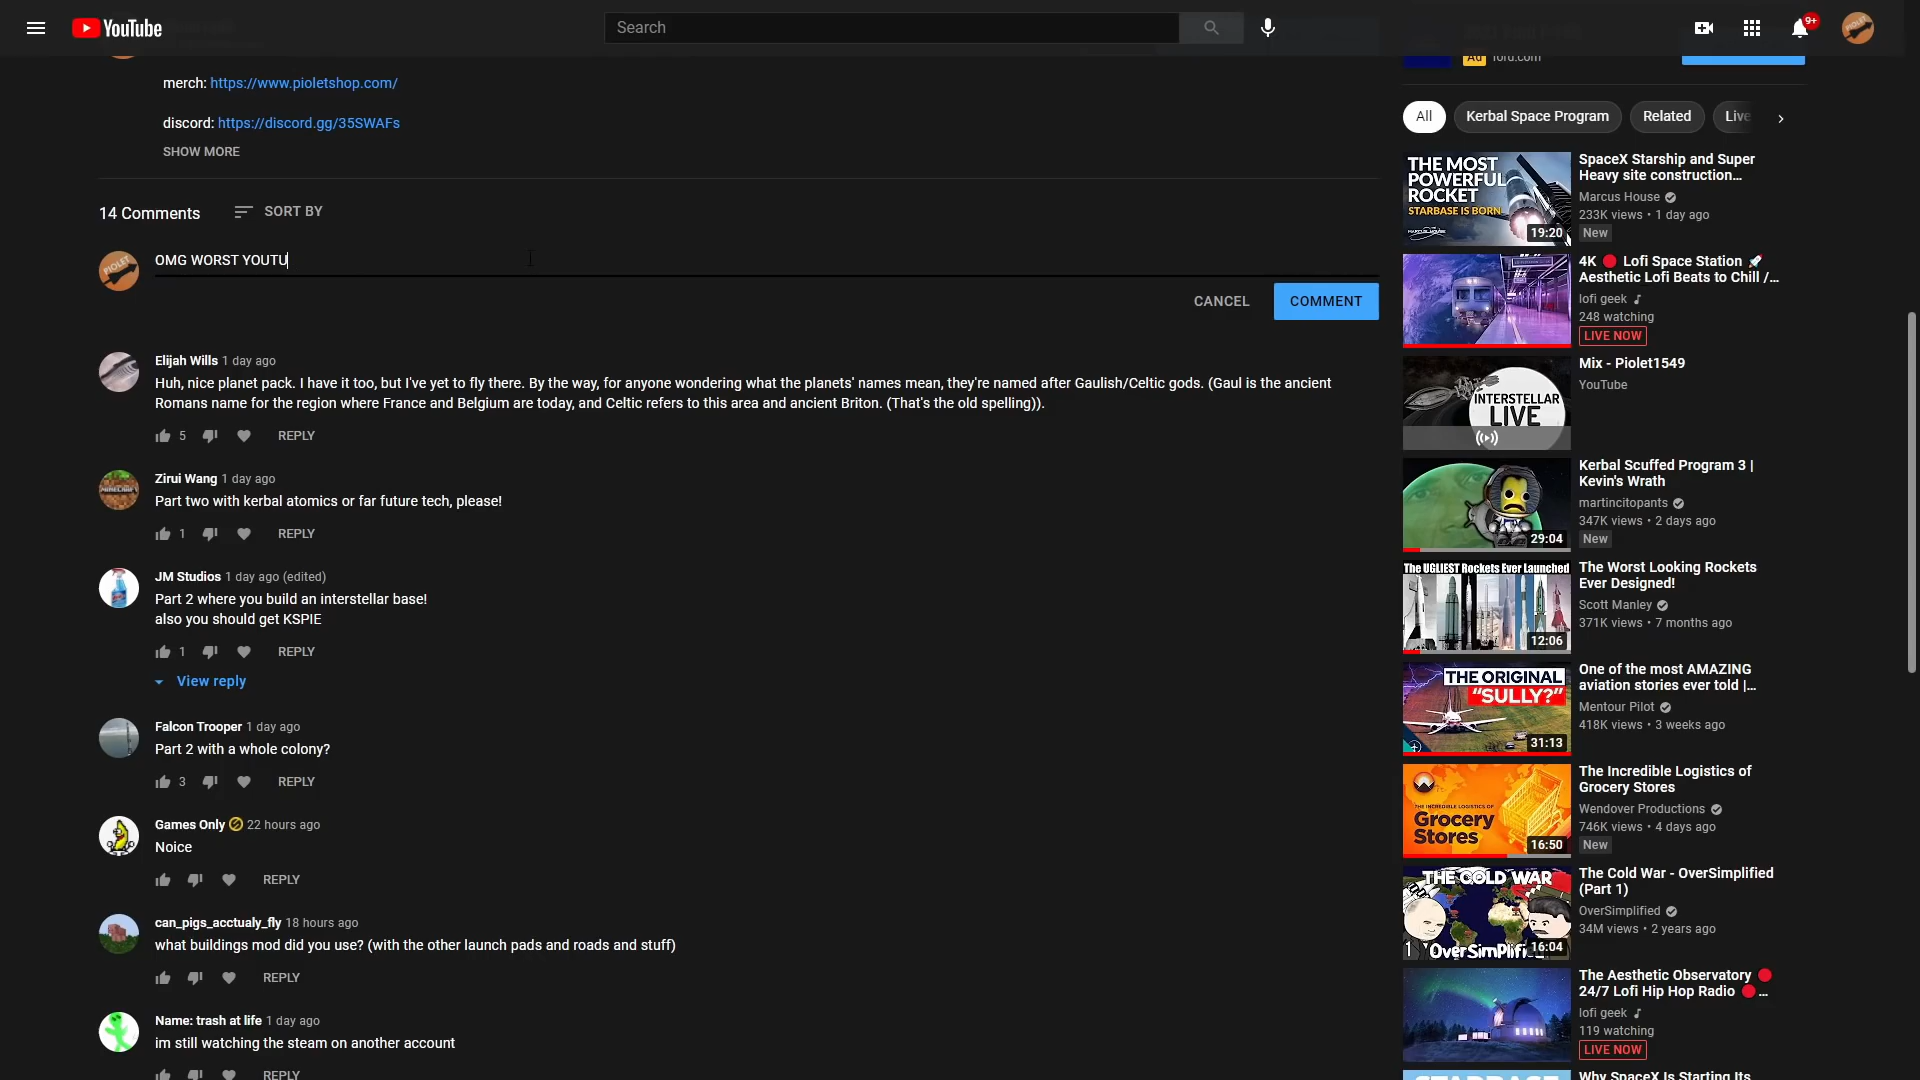 YouTube
Search
9+
merch: https://www.pioletshop.com/
discord: https://discord.gg/35SWAFs
SHOW MORE
14 Comments
SORT BY
PIOLET
OMG WORST YOUTU
CANCEL
COMMENT
Elijah Wills 1 day ago
Huh, nice planet pack. I have it too, but I've yet to fly there. By the way, for anyone wondering what the planets' names mean, they're named after Gaulish/Celtic gods. (Gaul is the ancient
Romans name for the region where France and Belgium are today, and Celtic refers to this area and ancient Briton. (That's the old spelling)).
5
REPLY
Zirui Wang 1 day ago
Part two with kerbal atomics or far future tech, please!
1
REPLY
JM Studios 1 day ago (edited)
Part 2 where you build an interstellar base!
also you should get KSPIE
1
REPLY
View reply
Falcon Trooper 1 day ago
Part 2 with a whole colony?
3
REPLY
Games Only 22 hours ago
Noice
REPLY
can_pigs_acctualy_fly 18 hours ago
what buildings mod did you use? (with the other launch pads and roads and stuff)
REPLY
Name: trash at life 1 day ago
im still watching the steam on another account
REPLY
Ad ford.com
All
Kerbal Space Program
Related
Live
THE MOST
POWERFUL
ROCKET
STARBASE IS BORN
19:20
SpaceX Starship and Super
Heavy site construction…
Marcus House
233K views • 1 day ago
New
4K 🔴 Lofi Space Station 🚀
Aesthetic Lofi Beats to Chill /…
lofi geek
248 watching
LIVE NOW
INTERSTELLAR
LIVE
Mix - Piolet1549
YouTube
29:04
Kerbal Scuffed Program 3 |
Kevin's Wrath
martincitopants
347K views • 2 days ago
New
The UGLIEST Rockets Ever Launched
12:06
The Worst Looking Rockets
Ever Designed!
Scott Manley
371K views • 7 months ago
THE ORIGINAL
"SULLY?"
31:13
One of the most AMAZING
aviation stories ever told |…
Mentour Pilot
418K views • 3 weeks ago
THE INCREDIBLE LOGISTICS OF
Grocery
Stores
16:50
The Incredible Logistics of
Grocery Stores
Wendover Productions
746K views • 4 days ago
New
THE COLD WAR
1
OverSimplified
16:04
The Cold War - OverSimplified
(Part 1)
OverSimplified
34M views • 2 years ago
The Aesthetic Observatory 🔴
24/7 Lofi Hip Hop Radio 🔴…
lofi geek
119 watching
LIVE NOW
STARBASE
Why SpaceX Is Starting Its